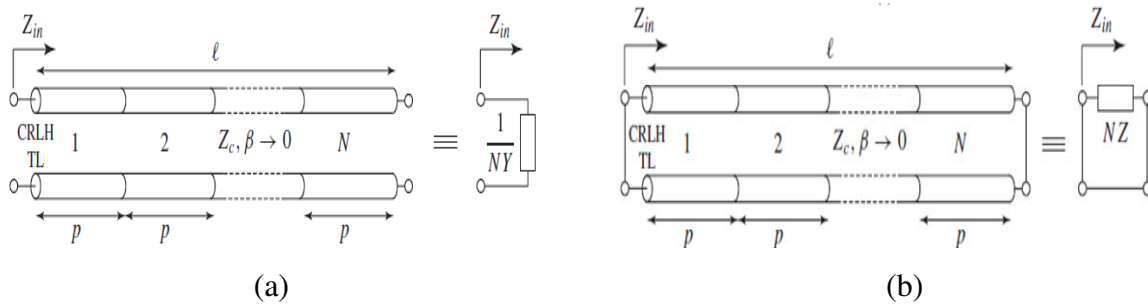 Z_in Z_in
ℓ
CRLH TL 1 2 Z_c, β → 0 N ≡ 1/NY
p p p
(a)
Z_in Z_in
ℓ
CRLH TL 1 2 Z_c, β → 0 N ≡ NZ
p p p
(b)